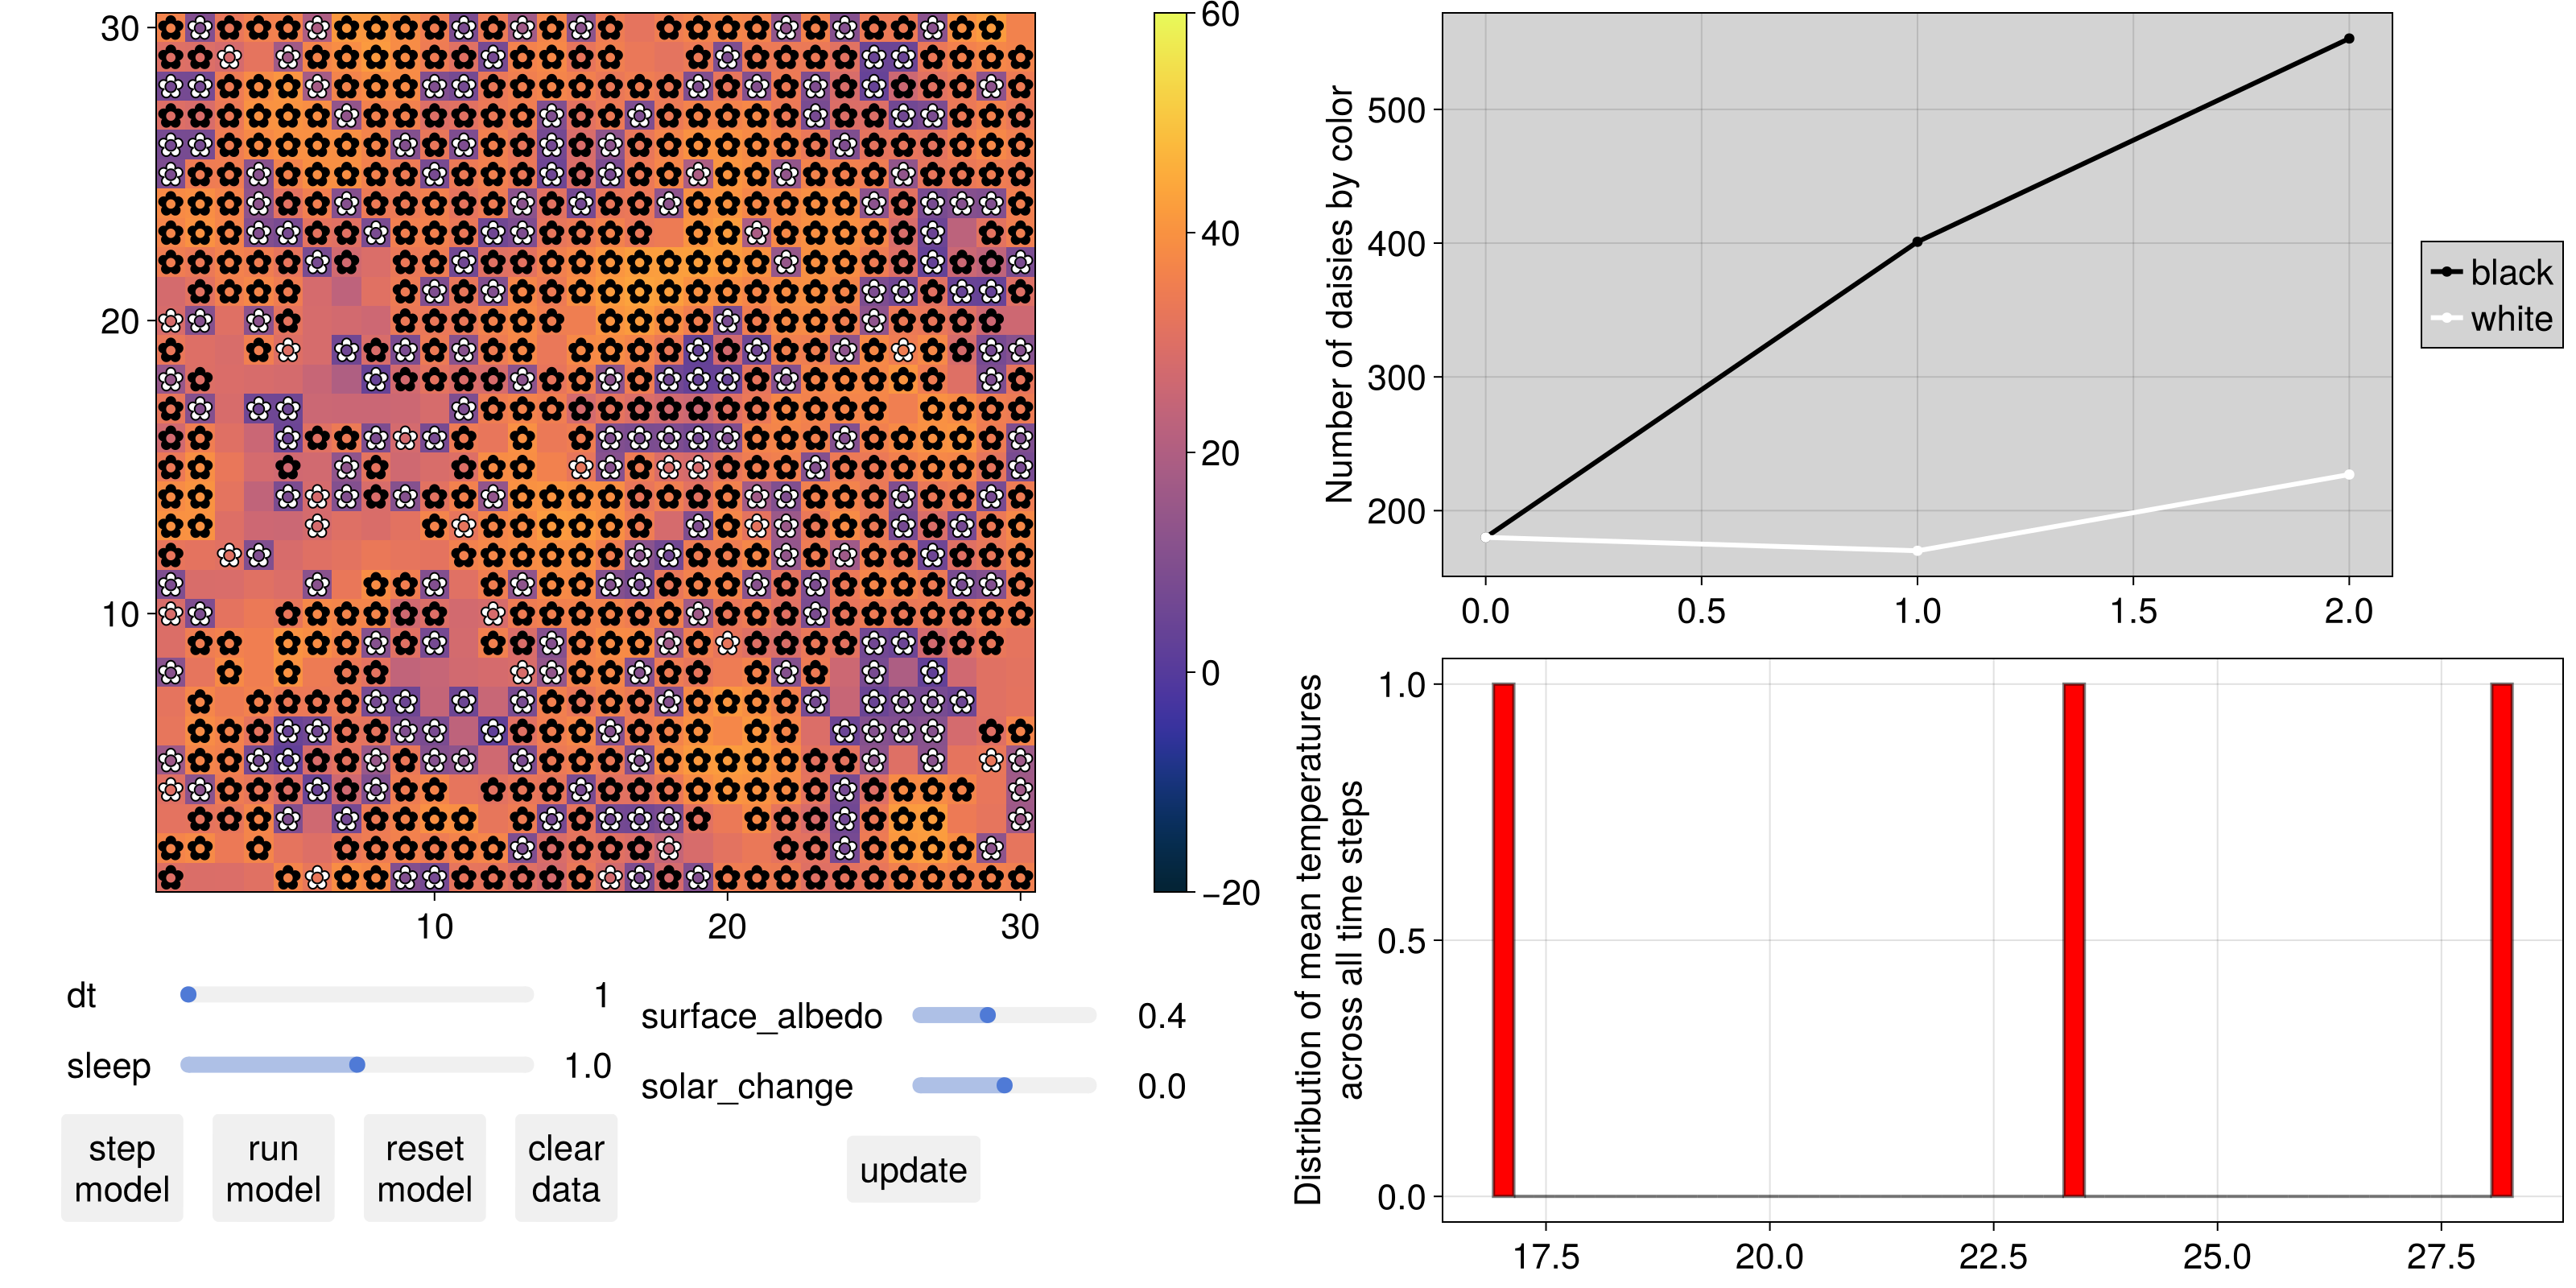 30
20
10
10
20
30
60
40
20
0
−20
Number of daisies by color
500
400
300
200
0.0
0.5
1.0
1.5
2.0
black
white
Distribution of mean temperatures
across all time steps
1.0
0.5
0.0
17.5
20.0
22.5
25.0
27.5
dt
1
sleep
1.0
surface_albedo
0.4
solar_change
0.0
step
model
run
model
reset
model
clear
data
update